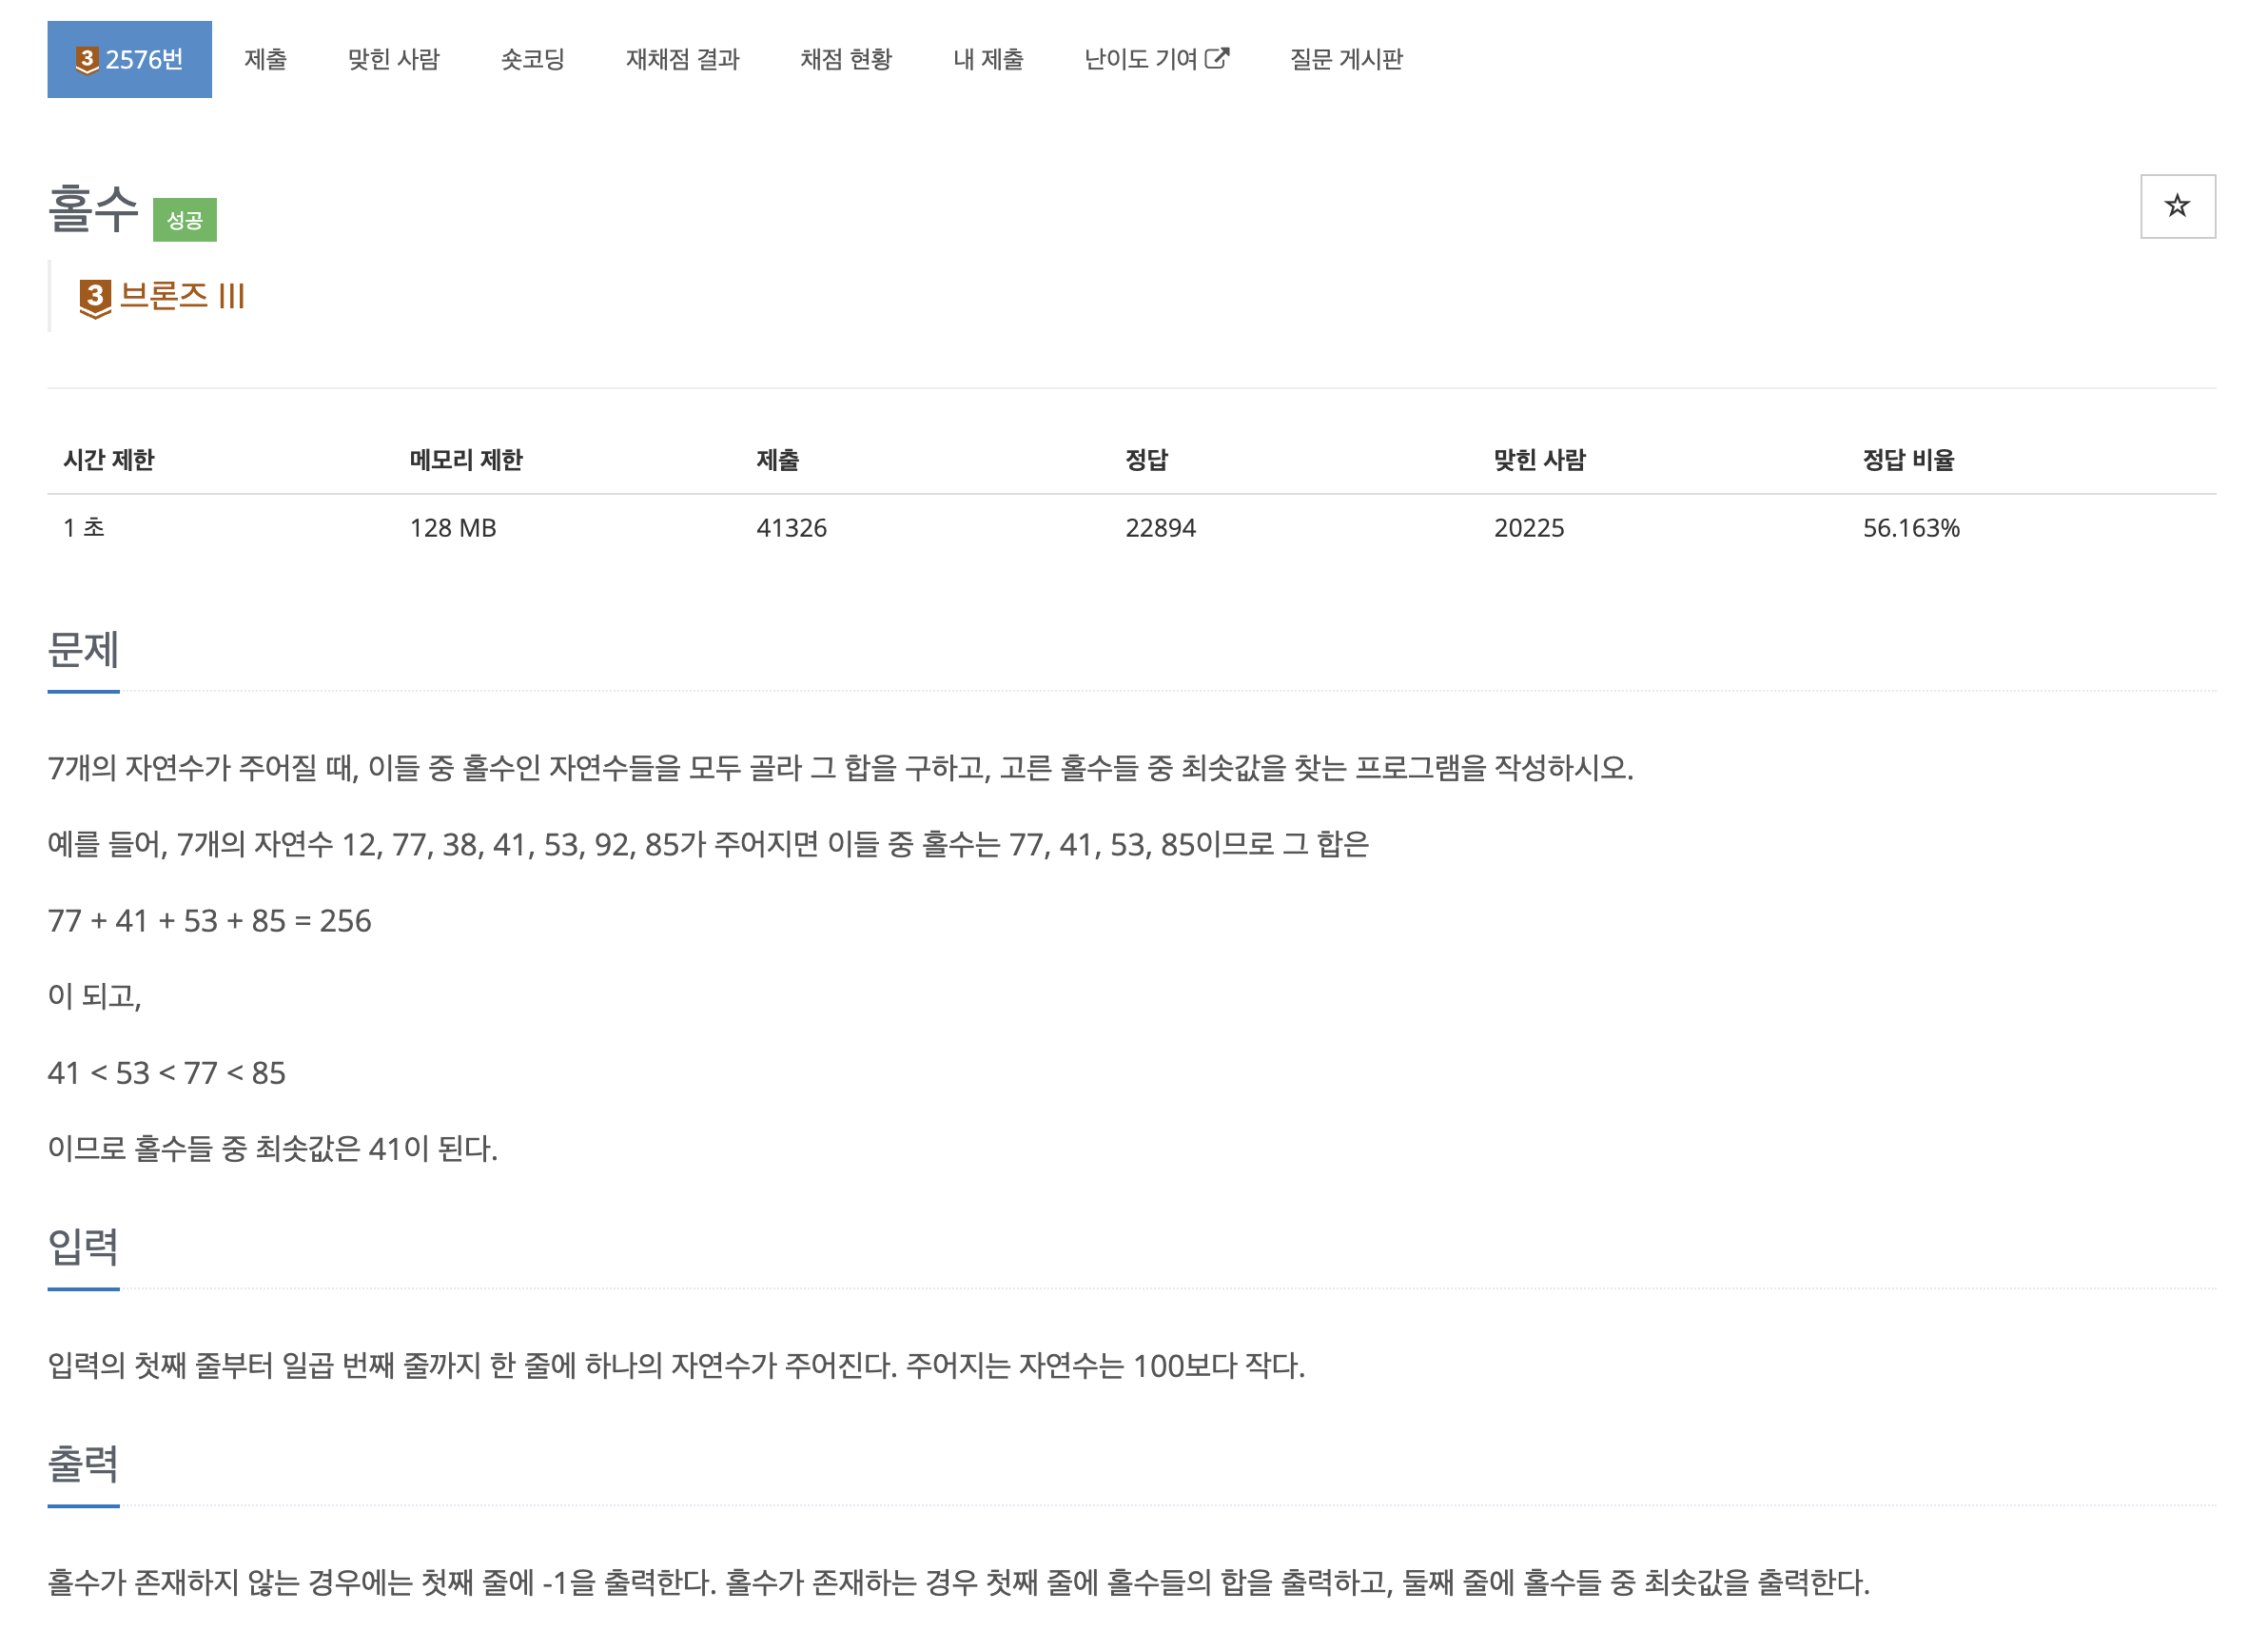 3 2576번 제출 맞힌 사람 숏코딩 재채점 결과 채점 현황 내 제출 난이도 기여 질문 게시판
홀수 성공
3 브론즈 III
시간 제한 메모리 제한 제출 정답 맞힌 사람 정답 비율
1 초 128 MB 41326 22894 20225 56.163%
문제
7개의 자연수가 주어질 때, 이들 중 홀수인 자연수들을 모두 골라 그 합을 구하고, 고른 홀수들 중 최솟값을 찾는 프로그램을 작성하시오.
예를 들어, 7개의 자연수 12, 77, 38, 41, 53, 92, 85가 주어지면 이들 중 홀수는 77, 41, 53, 85이므로 그 합은
77 + 41 + 53 + 85 = 256
이 되고,
41 < 53 < 77 < 85
이므로 홀수들 중 최솟값은 41이 된다.
입력
입력의 첫째 줄부터 일곱 번째 줄까지 한 줄에 하나의 자연수가 주어진다. 주어지는 자연수는 100보다 작다.
출력
홀수가 존재하지 않는 경우에는 첫째 줄에 -1을 출력한다. 홀수가 존재하는 경우 첫째 줄에 홀수들의 합을 출력하고, 둘째 줄에 홀수들 중 최솟값을 출력한다.